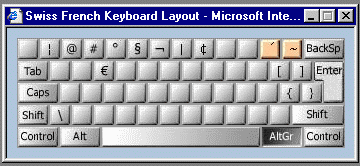 Swiss French Keyboard Layout - Microsoft Inte...
¦ @ # ° § ¬ | ¢ ´ ~ BackSp
Tab € [ ] Enter
Caps { }
Shift \ Shift
Control Alt AltGr Control